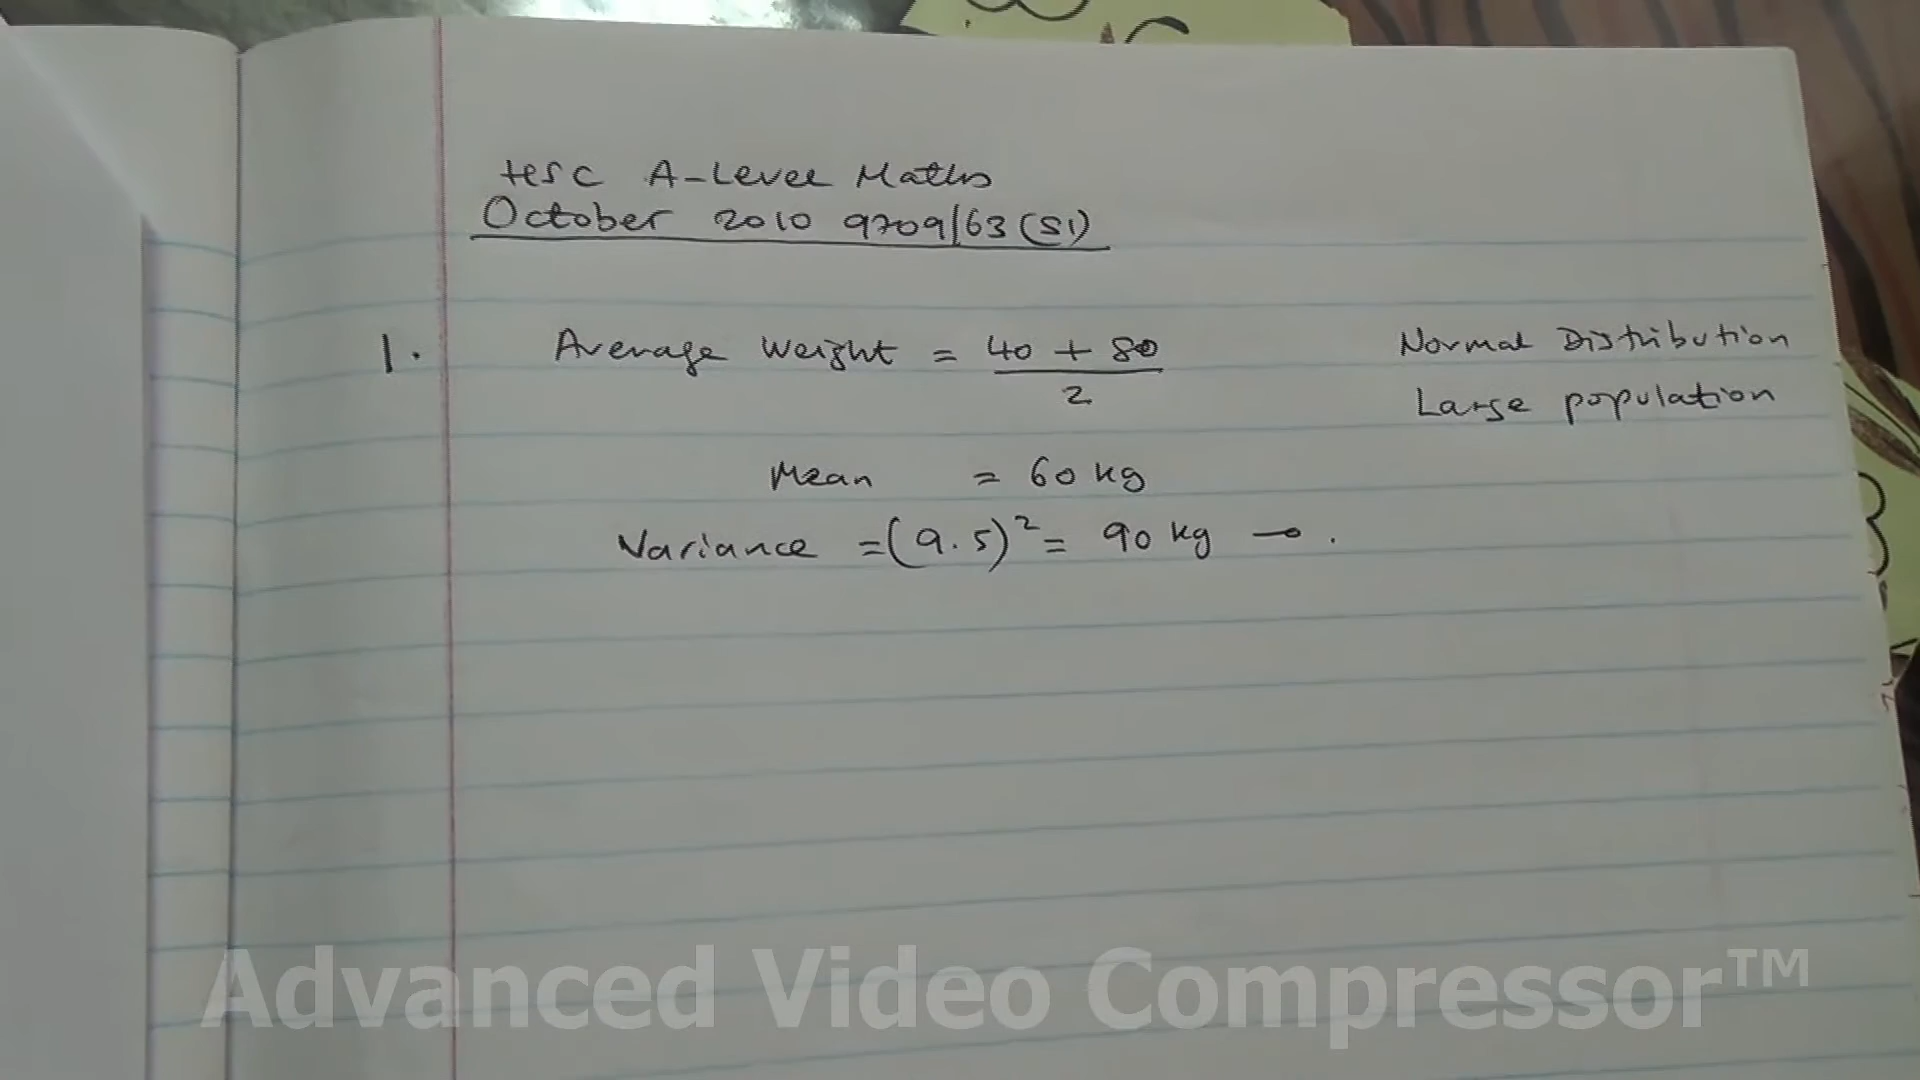 HSC A-Level Maths
October 2010 9709/63 (S1)
1. Average Weight = 40 + 80
2
Normal Distribution
Large population
Mean = 60 kg
Variance = (9.5)² = 90 kg
Advanced Video Compressor™